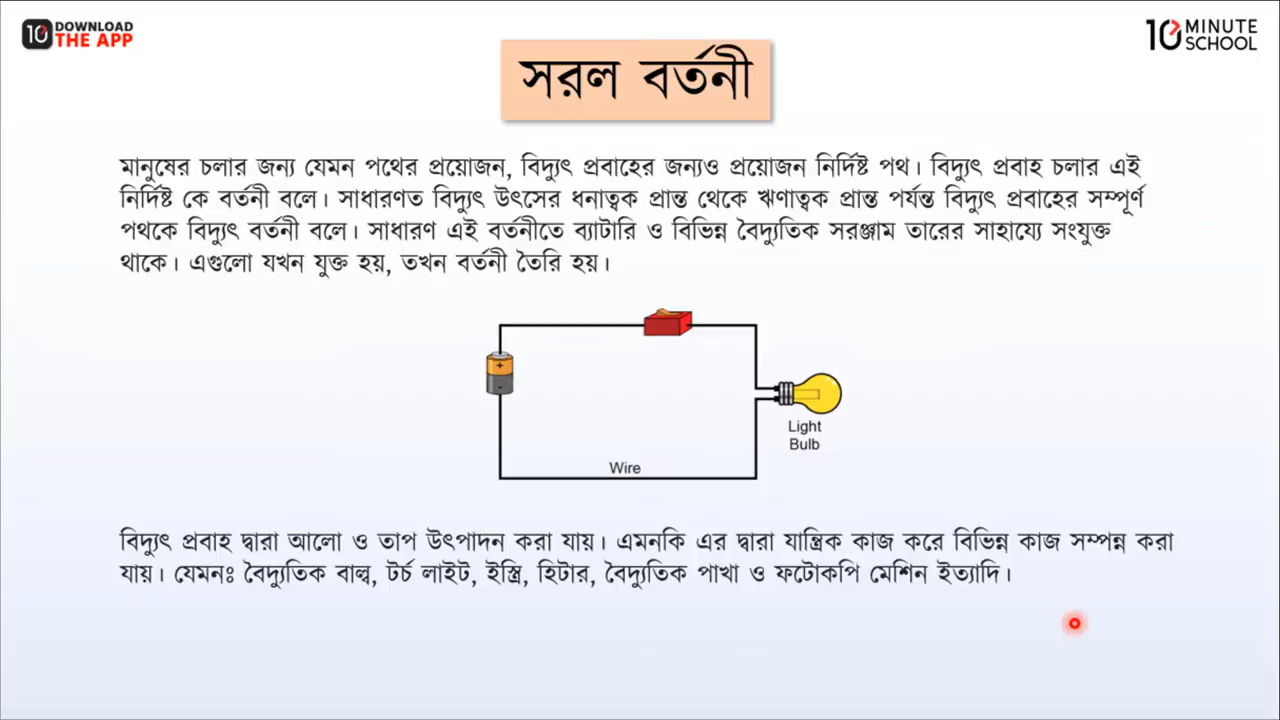 10 DOWNLOAD THE APP
10 MINUTE SCHOOL
সরল বর্তনী
মানুষের চলার জন্য যেমন পথের প্রয়োজন, বিদ্যুৎ প্রবাহের জন্যও প্রয়োজন নির্দিষ্ট পথ। বিদ্যুৎ প্রবাহ চলার এই
নির্দিষ্ট কে বর্তনী বলে। সাধারণত বিদ্যুৎ উৎসের ধনাত্বক প্রান্ত থেকে ঋণাত্বক প্রান্ত পর্যন্ত বিদ্যুৎ প্রবাহের সম্পূর্ণ
পথকে বিদ্যুৎ বর্তনী বলে। সাধারণ এই বর্তনীতে ব্যাটারি ও বিভিন্ন বৈদ্যুতিক সরঞ্জাম তারের সাহায্যে সংযুক্ত
থাকে। এগুলো যখন যুক্ত হয়, তখন বর্তনী তৈরি হয়।
+
-
Light
Bulb
Wire
বিদ্যুৎ প্রবাহ দ্বারা আলো ও তাপ উৎপাদন করা যায়। এমনকি এর দ্বারা যান্ত্রিক কাজ করে বিভিন্ন কাজ সম্পন্ন করা
যায়। যেমনঃ বৈদ্যুতিক বাল্ব, টর্চ লাইট, ইস্ত্রি, হিটার, বৈদ্যুতিক পাখা ও ফটোকপি মেশিন ইত্যাদি।